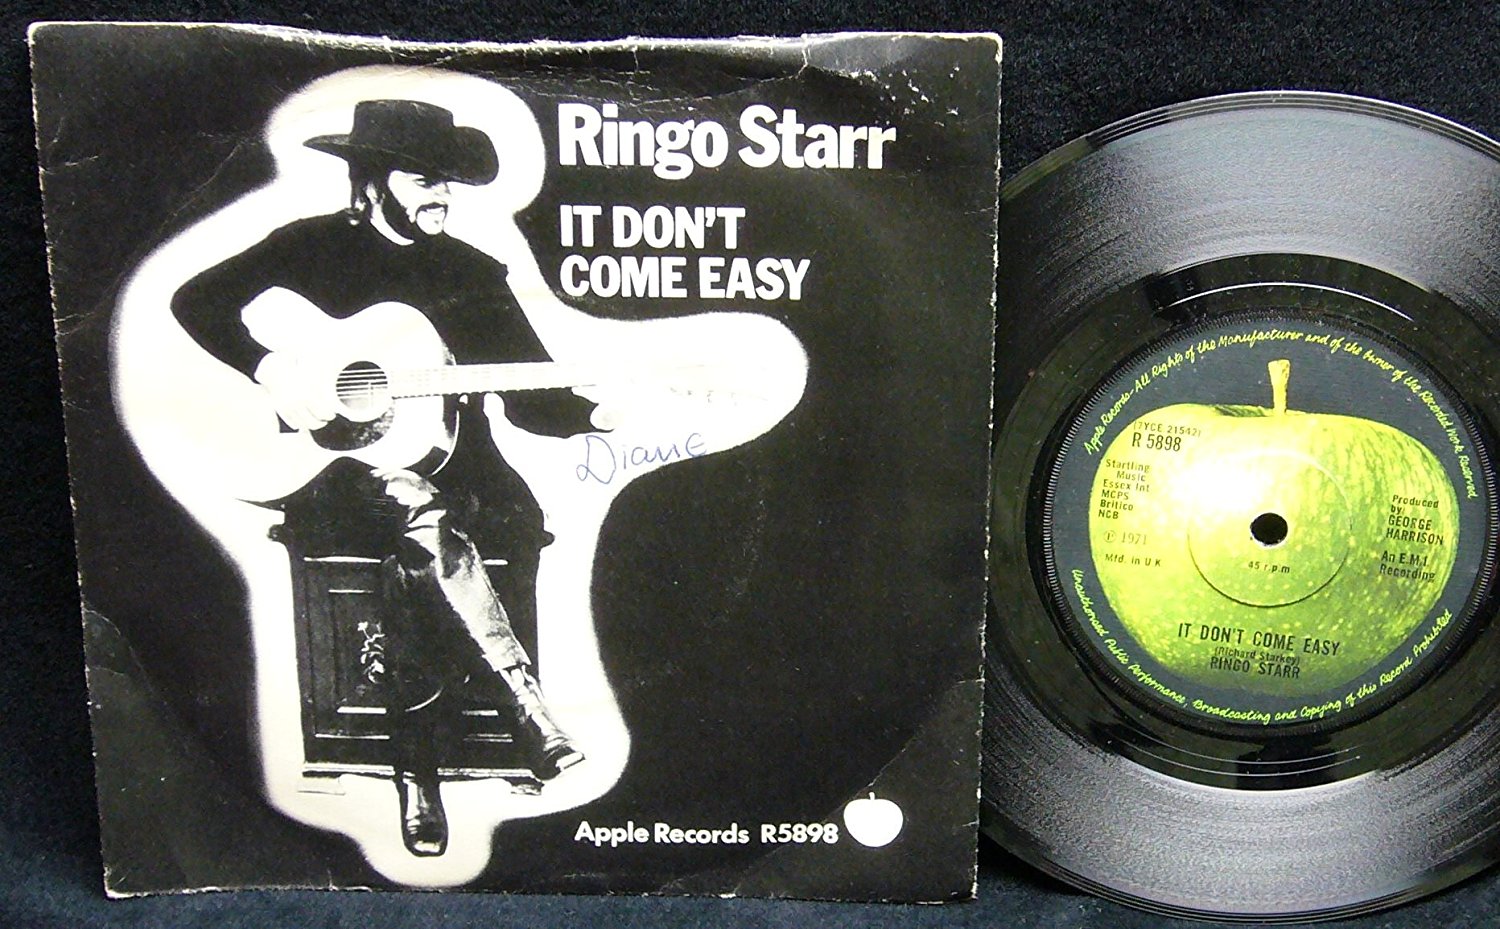 Ringo Starr
IT DON'T
COME EASY
Diane
Apple Records R5898
Apple Records - All Rights of the Manufacturer and of the Owner of the Recorded Work Reserved
(7YCE 21542)
R 5898
Startling
Music
Essex Int
MCPS
Britico
NCB
℗ 1971
Mfd. in U K
Produced
by
GEORGE
HARRISON
An E.M.I.
Recording
45 r.p.m
IT DON'T COME EASY
(Richard Starkey)
RINGO STARR
Unauthorised Public Performance, Broadcasting and Copying of this Record Prohibited